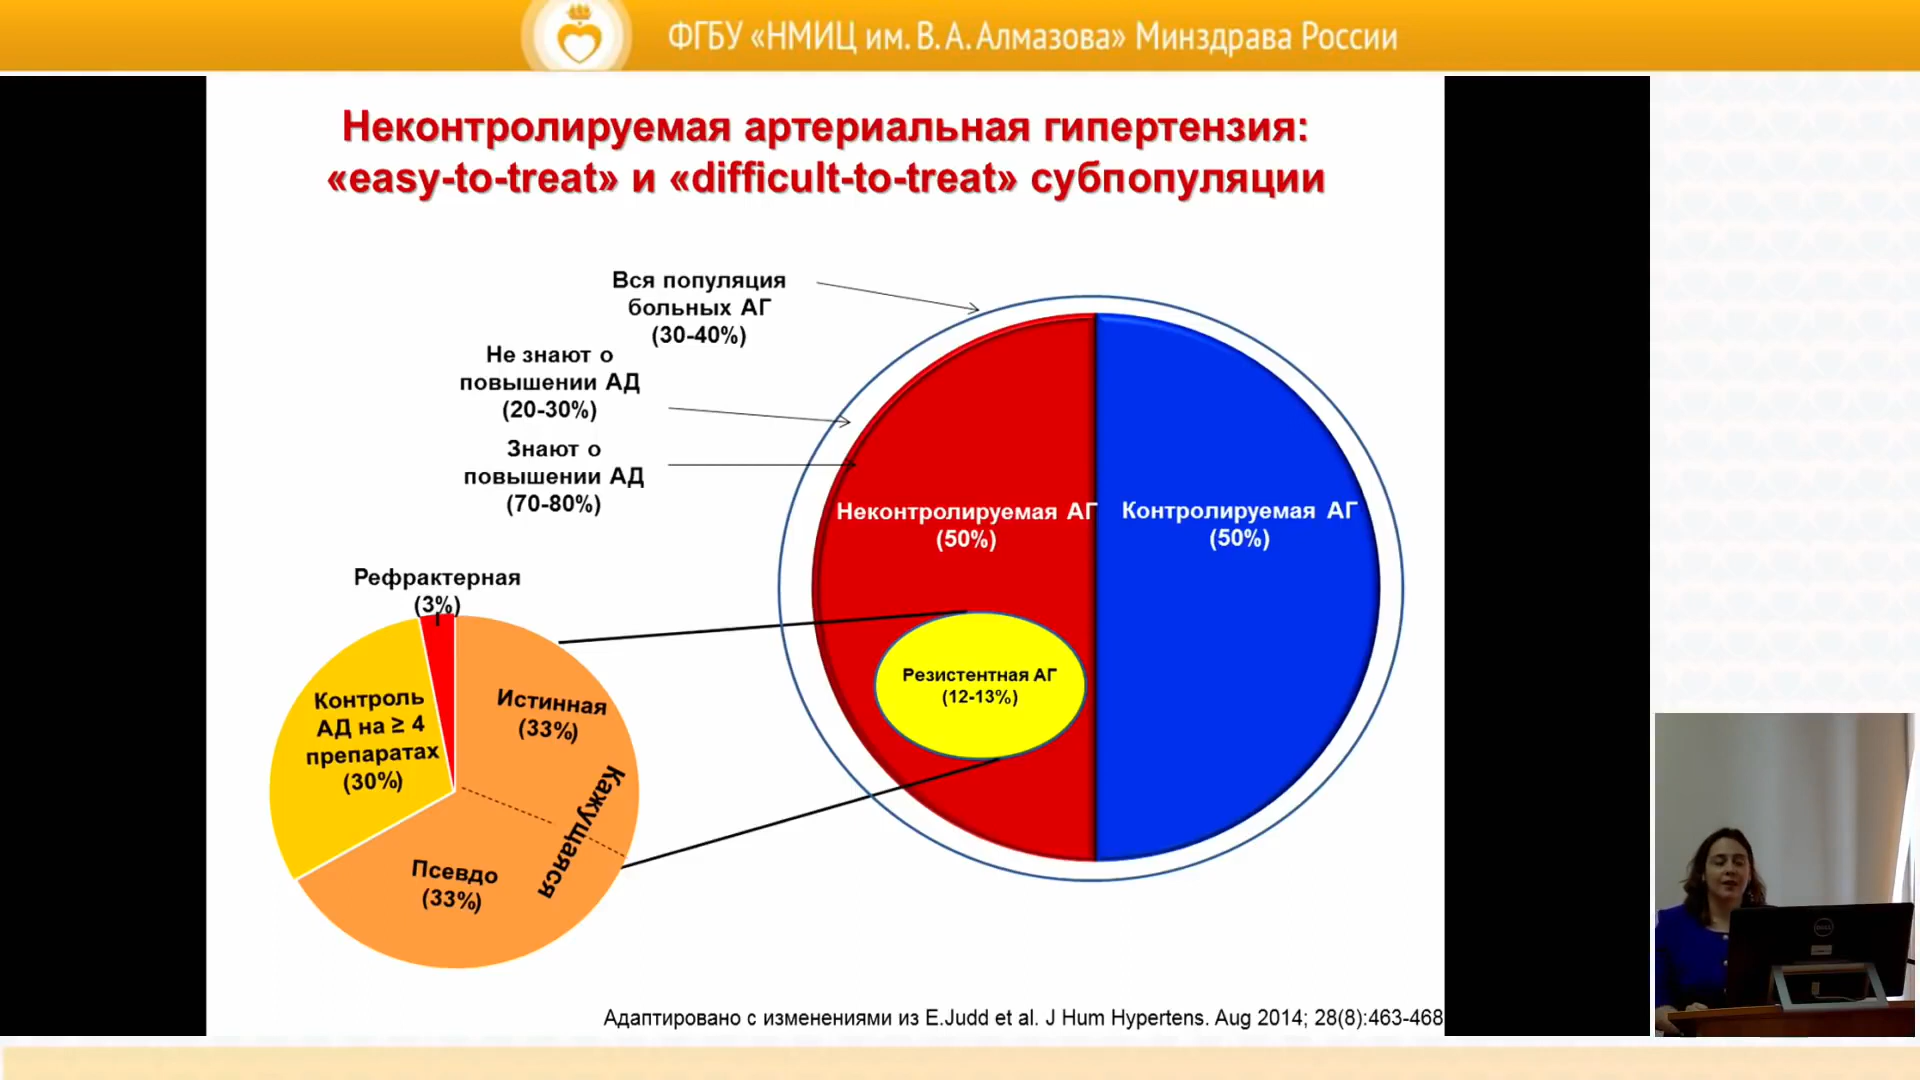 ФГБУ «НМИЦ им. В. А. Алмазова» Минздрава России
Неконтролируемая артериальная гипертензия:
«easy-to-treat» и «difficult-to-treat» субпопуляции
Вся популяция
больных АГ
(30-40%)
Не знают о
повышении АД
(20-30%)
Знают о
повышении АД
(70-80%)
Неконтролируемая АГ
(50%)
Контролируемая АГ
(50%)
Резистентная АГ
(12-13%)
Рефрактерная
(3%)
Контроль
АД на ≥ 4
препаратах
(30%)
Истинная
(33%)
Кажущаяся
Псевдо
(33%)
Адаптировано с изменениями из E.Judd et al. J Hum Hypertens. Aug 2014; 28(8):463-468
DELL